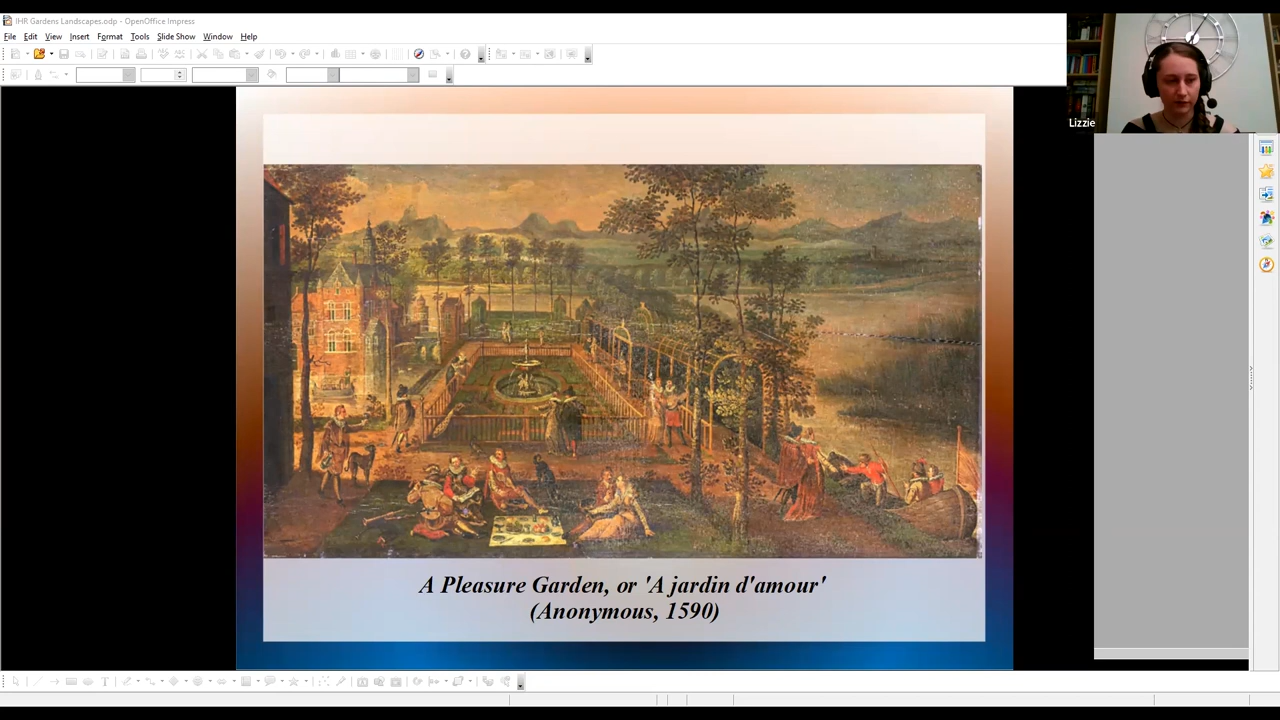 IHR Gardens Landscapes.odp - OpenOffice Impress
File Edit View Insert Format Tools Slide Show Window Help
Lizzie
A Pleasure Garden, or 'A jardin d'amour'
(Anonymous, 1590)